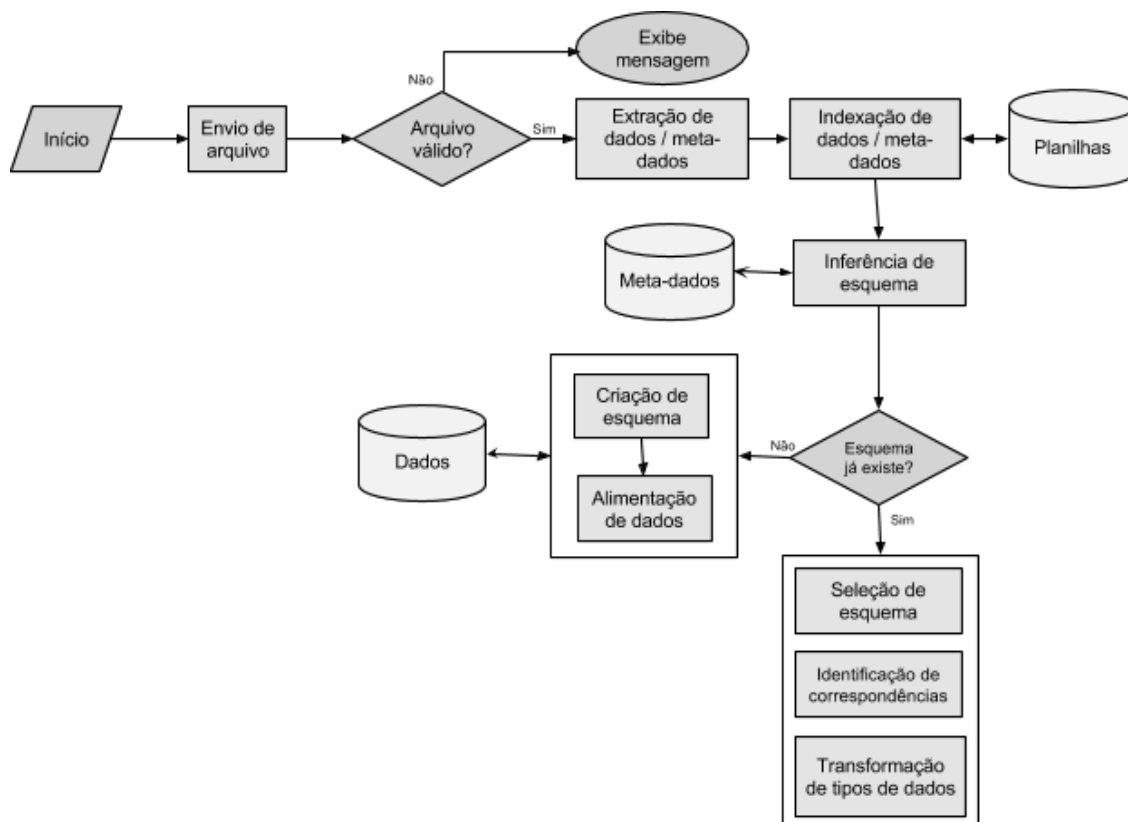 Exibe
mensagem
Não
Início
Envio de
arquivo
Arquivo
válido?
Sim
Extração de
dados / meta-
dados
Indexação de
dados / meta-
dados
Planilhas
Meta-dados
Inferência de
esquema
Criação de
esquema
Dados
Alimentação
de dados
Não
Esquema
já existe?
Sim
Seleção de
esquema
Identificação de
correspondências
Transformação
de tipos de dados